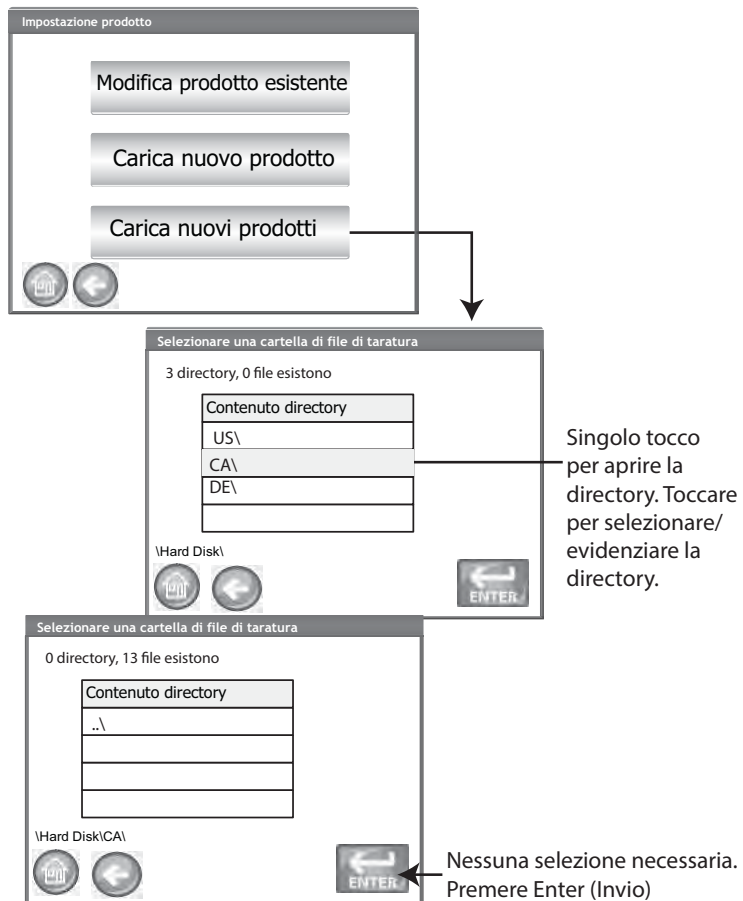 Impostazione prodotto
Modifica prodotto esistente
Carica nuovo prodotto
Carica nuovi prodotti
Selezionare una cartella di file di taratura
3 directory, 0 file esistono
Contenuto directory
US\
CA\
DE\
\Hard Disk\
ENTER
Singolo tocco
per aprire la
directory. Toccare
per selezionare/
evidenziare la
directory.
Selezionare una cartella di file di taratura
0 directory, 13 file esistono
Contenuto directory
..\
\Hard Disk\CA\
ENTER
Nessuna selezione necessaria.
Premere Enter (Invio)